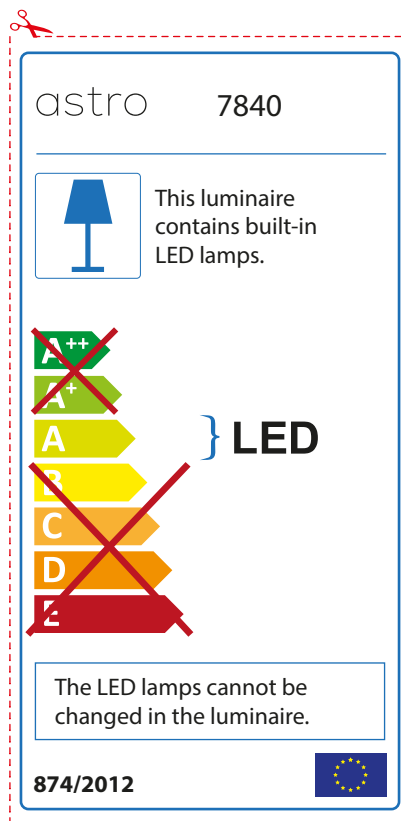 astro 7840
This luminaire
contains built-in
LED lamps.
A++
A+
A
B
C
D
E
LED
The LED lamps cannot be
changed in the luminaire.
874/2012